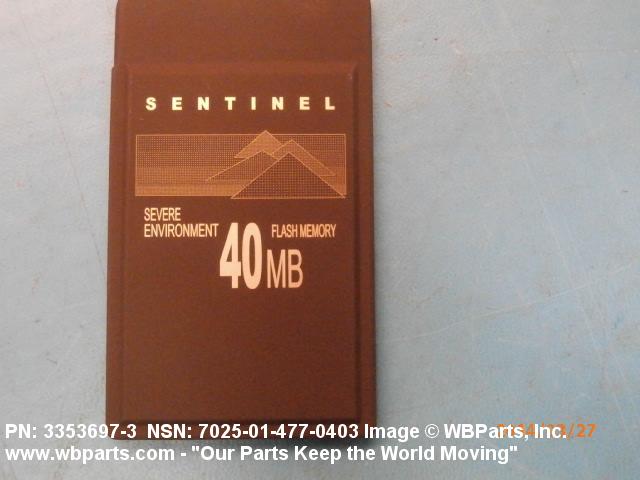 SENTINEL
SEVERE
ENVIRONMENT
FLASH MEMORY
40 MB
PN: 3353697-3 NSN: 7025-01-477-0403 Image © WBParts, Inc.
www.wbparts.com - "Our Parts Keep the World Moving"